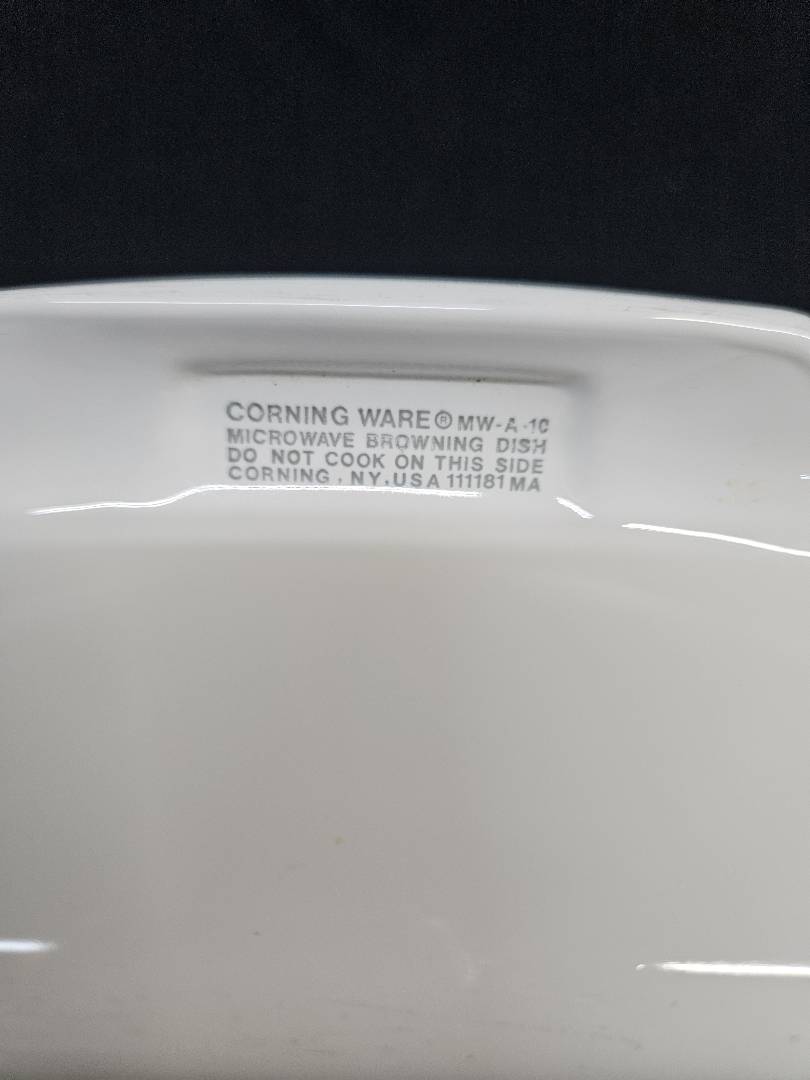 CORNING WARE® MW-A-10
MICROWAVE BROWNING DISH
DO NOT COOK ON THIS SIDE
CORNING, NY, USA 111181 MA